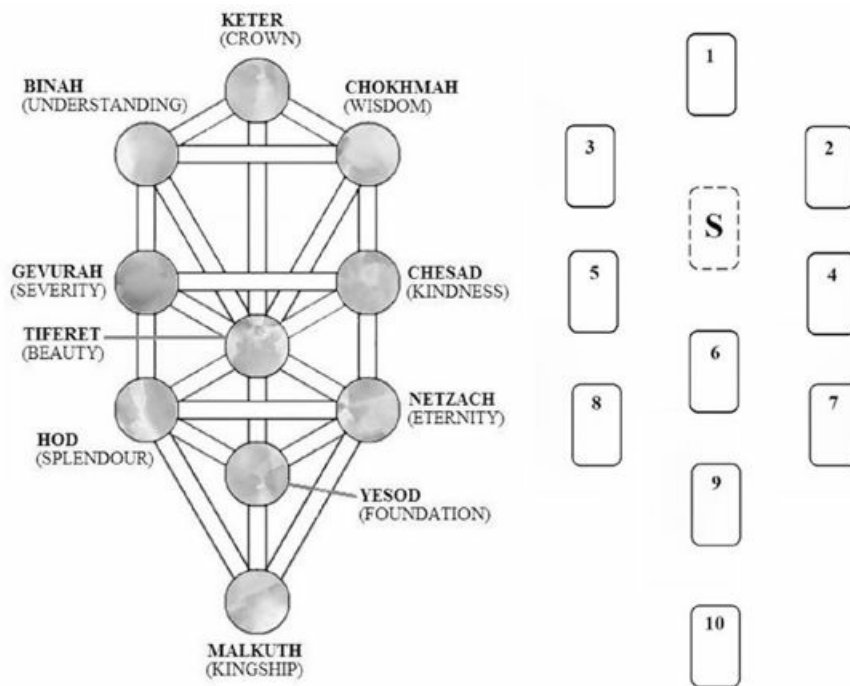 KETER
(CROWN)
BINAH
(UNDERSTANDING)
CHOKHMAH
(WISDOM)
GEVURAH
(SEVERITY)
CHESAD
(KINDNESS)
TIFERET
(BEAUTY)
HOD
(SPLENDOUR)
NETZACH
(ETERNITY)
YESOD
(FOUNDATION)
MALKUTH
(KINGSHIP)
1
3
2
S
5
4
6
8
7
9
10